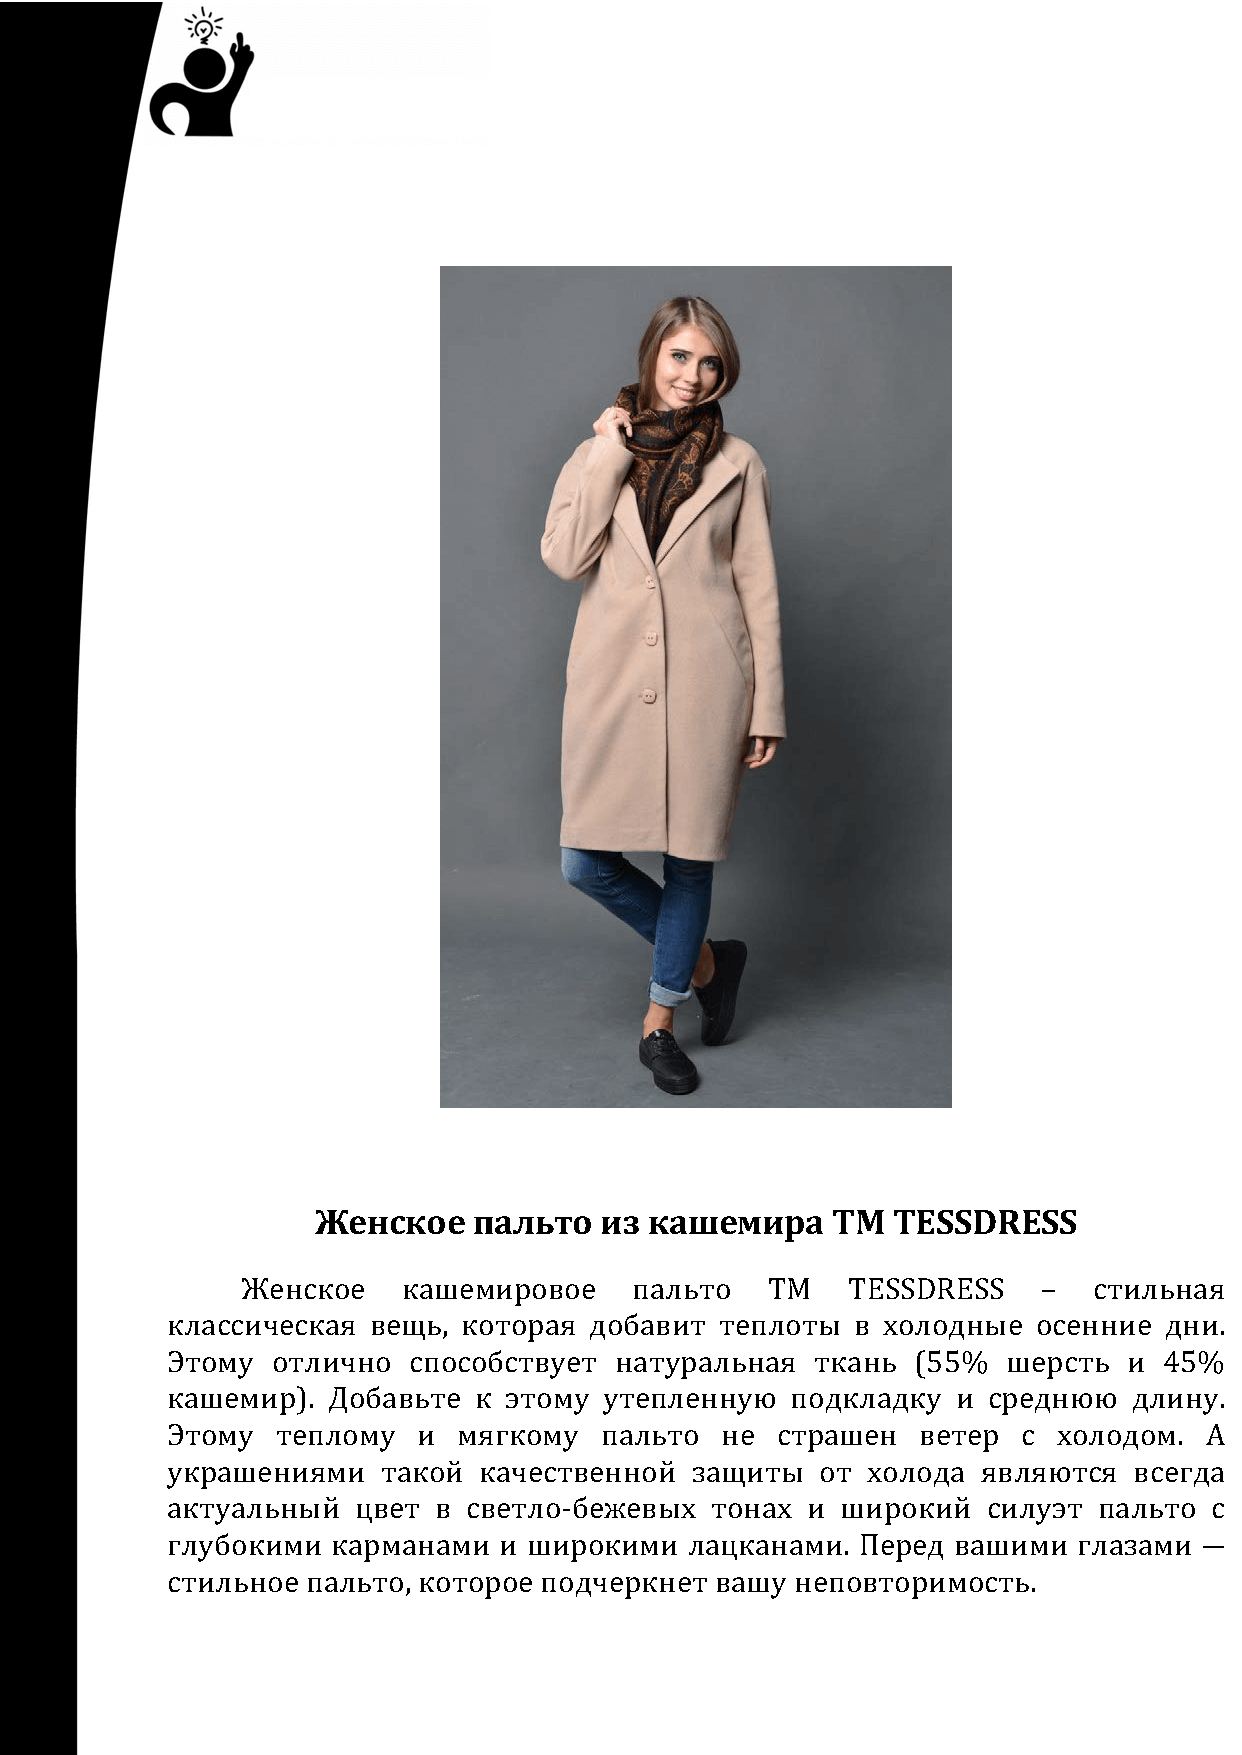 Женское пальто из кашемира ТМ TESSDRESS
Женское кашемировое пальто ТМ TESSDRESS – стильная
классическая вещь, которая добавит теплоты в холодные осенние дни.
Этому отлично способствует натуральная ткань (55% шерсть и 45%
кашемир). Добавьте к этому утепленную подкладку и среднюю длину.
Этому теплому и мягкому пальто не страшен ветер с холодом. А
украшениями такой качественной защиты от холода являются всегда
актуальный цвет в светло-бежевых тонах и широкий силуэт пальто с
глубокими карманами и широкими лацканами. Перед вашими глазами —
стильное пальто, которое подчеркнет вашу неповторимость.